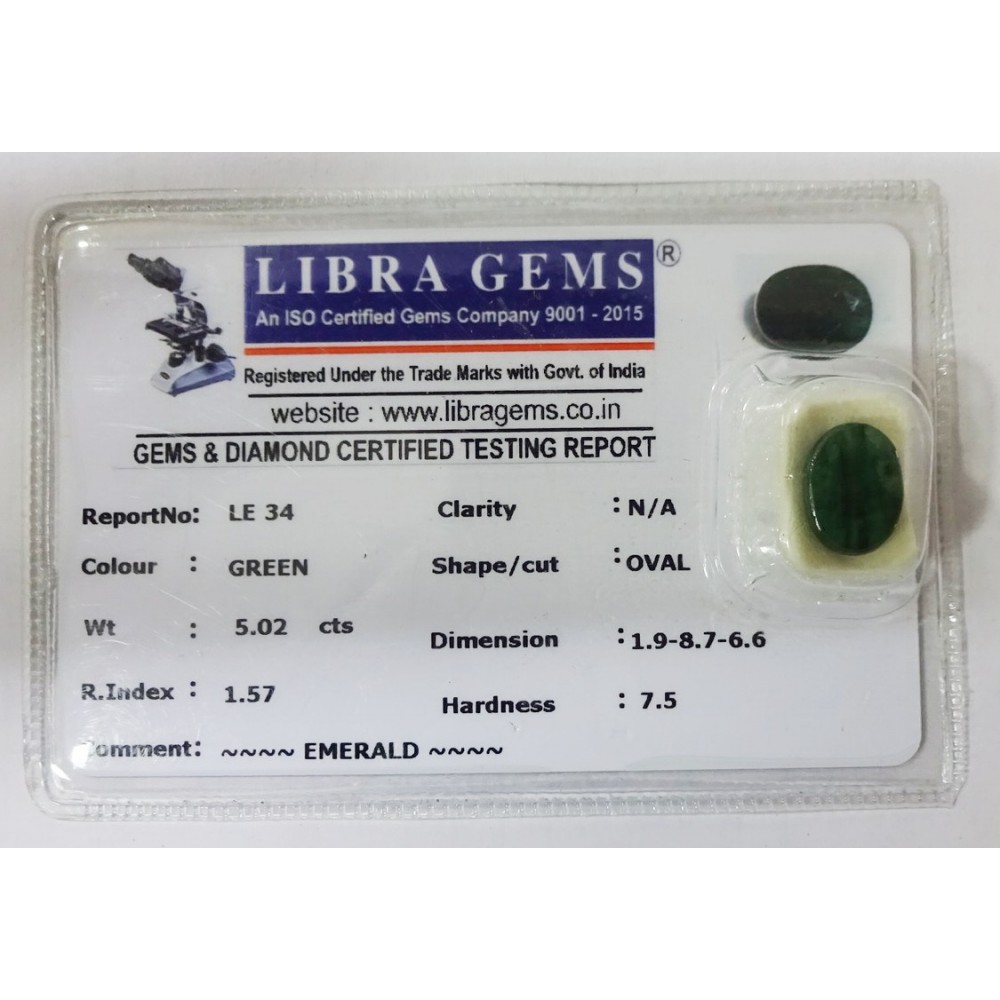 LIBRA GEMS®
An ISO Certified Gems Company 9001 - 2015
Registered Under the Trade Marks with Govt. of India
website : www.libragems.co.in
GEMS & DIAMOND CERTIFIED TESTING REPORT
ReportNo: LE 34 Clarity : N/A
Colour : GREEN Shape/cut : OVAL
Wt : 5.02 cts Dimension : 1.9-8.7-6.6
R.Index : 1.57 Hardness : 7.5
Comment: ~~~~ EMERALD ~~~~